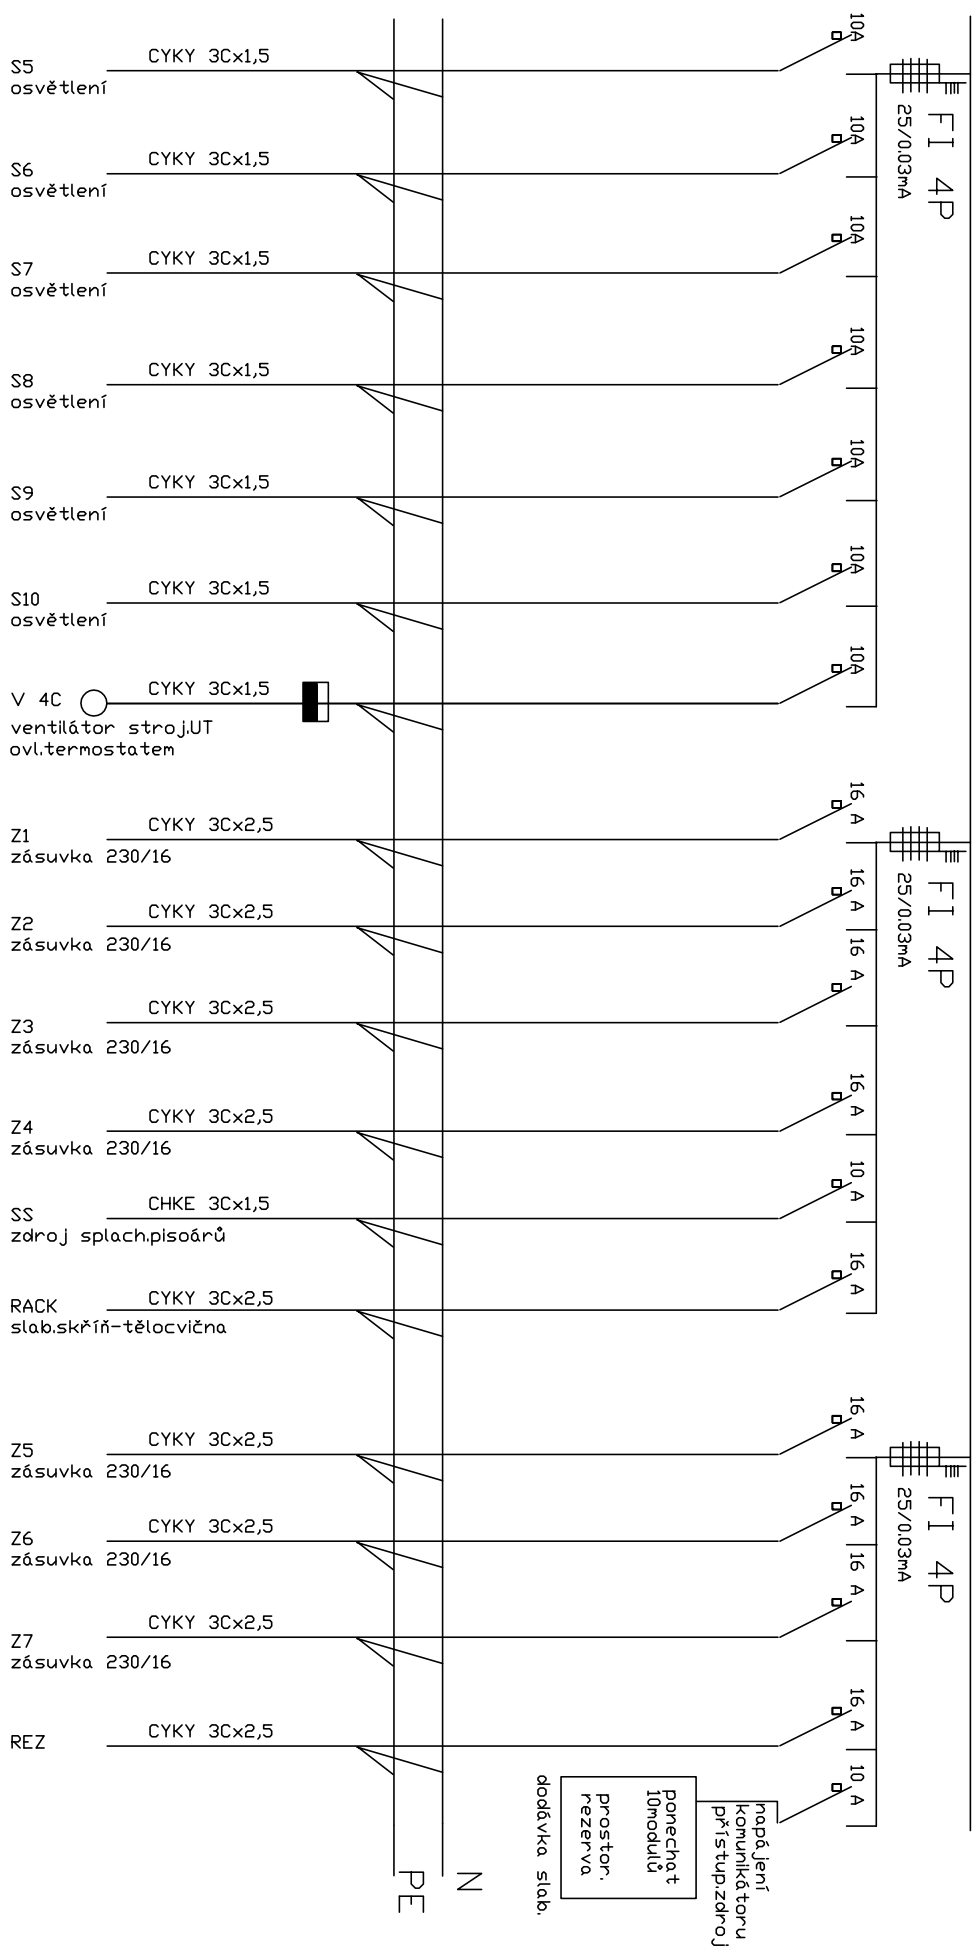 CYKY 3Cx1,5
10A
S5
osvětlení
FI 4P
25/0.03mA
CYKY 3Cx1,5
10A
S6
osvětlení
CYKY 3Cx1,5
10A
S7
osvětlení
CYKY 3Cx1,5
10A
S8
osvětlení
CYKY 3Cx1,5
10A
S9
osvětlení
CYKY 3Cx1,5
10A
S10
osvětlení
CYKY 3Cx1,5
10A
V 4C
ventilátor stroj.UT
ovl.termostatem
CYKY 3Cx2,5
16 A
Z1
zásuvka 230/16
FI 4P
25/0.03mA
CYKY 3Cx2,5
16 A
Z2
zásuvka 230/16
CYKY 3Cx2,5
16 A
Z3
zásuvka 230/16
CYKY 3Cx2,5
16 A
Z4
zásuvka 230/16
CHKE 3Cx1,5
10 A
SS
zdroj splach.pisoárů
CYKY 3Cx2,5
16 A
RACK
slab.skříň-tělocvična
CYKY 3Cx2,5
16 A
Z5
zásuvka 230/16
FI 4P
25/0.03mA
CYKY 3Cx2,5
16 A
Z6
zásuvka 230/16
CYKY 3Cx2,5
16 A
Z7
zásuvka 230/16
CYKY 3Cx2,5
16 A
REZ
10 A
napájení
komunikátoru
přístup.zdroj
ponechat
10modulů
prostor.
rezerva
dodávka slab.
N
PE